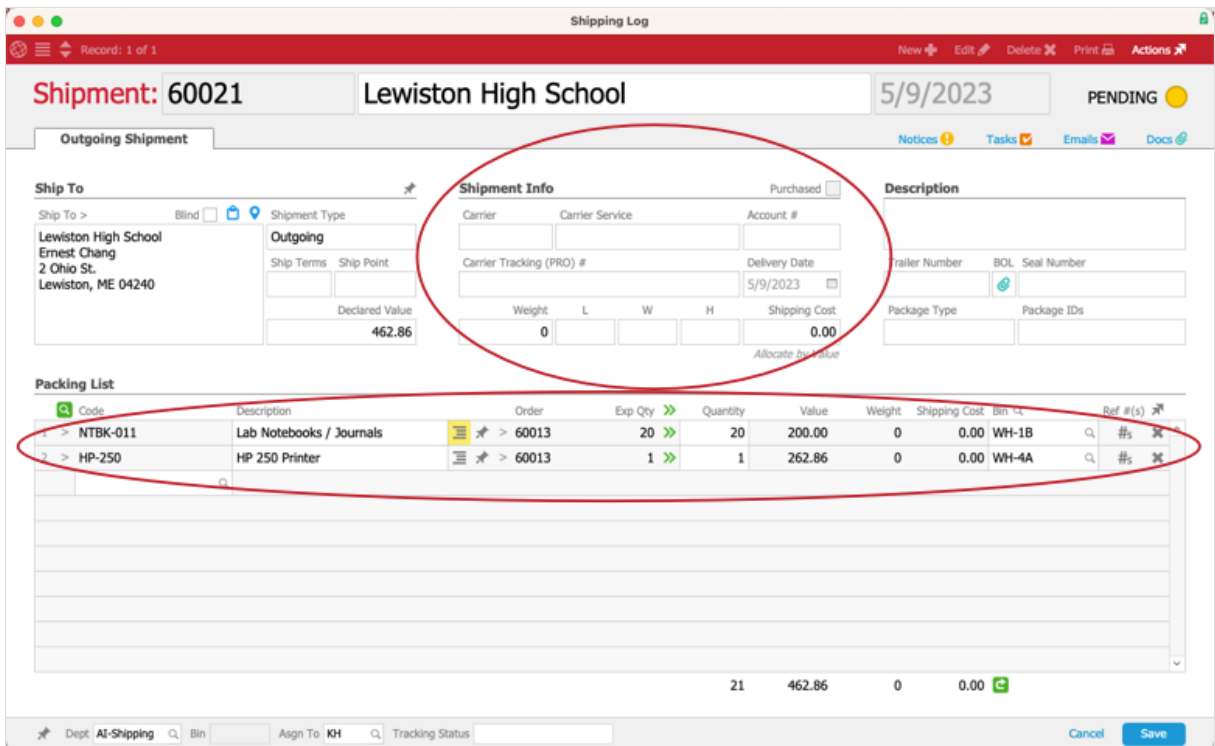 Shipping Log
Record: 1 of 1 New Edit Delete Print Actions
Shipment: 60021 Lewiston High School 5/9/2023 PENDING
Outgoing Shipment Notices Tasks Emails Docs
Ship To Shipment Info Purchased Description
Ship To > Blind Shipment Type Carrier Carrier Service Account #
Lewiston High School Outgoing
Ernest Chang
2 Ohio St. Ship Terms Ship Point Carrier Tracking (PRO) # Delivery Date Trailer Number BOL Seal Number
Lewiston, ME 04240 5/9/2023
Declared Value Weight L W H Shipping Cost Package Type Package IDs
462.86 0 0.00
Allocate by Value
Packing List
Code Description Order Exp Qty >> Quantity Value Weight Shipping Cost Bin Ref #(s)
1 > NTBK-011 Lab Notebooks / Journals > 60013 20 >> 20 200.00 0 0.00 WH-1B #s
2 > HP-250 HP 250 Printer > 60013 1 >> 1 262.86 0 0.00 WH-4A #s
21 462.86 0 0.00
Dept AI-Shipping Bin Asgn To KH Tracking Status Cancel Save